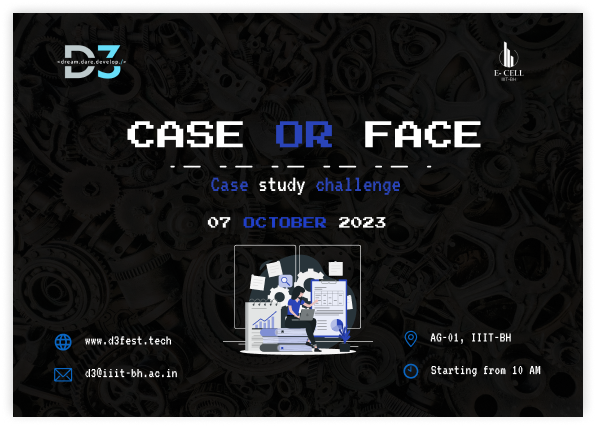 D3
<dream.dare.develop./>
E-CELL
IIIT-BH
CASE OR FACE
Case study challenge
07 OCTOBER 2023
www.d3fest.tech
d3@iiit-bh.ac.in
AG-01, IIIT-BH
Starting from 10 AM